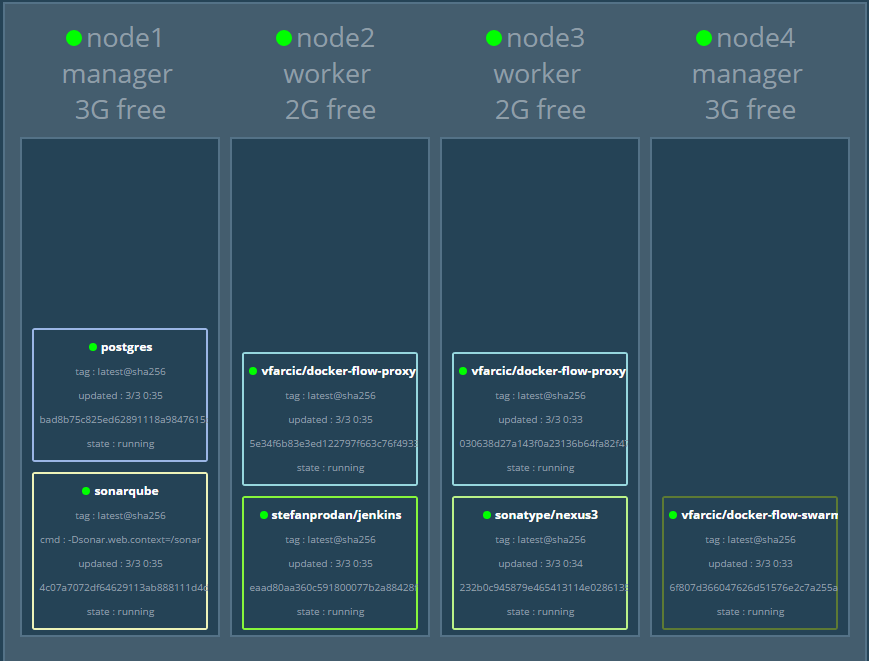 node1
manager
3G free
postgres
tag : latest@sha256
updated : 3/3 0:35
bad8b75c825ed62891118a9847615
state : running
sonarqube
tag : latest@sha256
cmd : -Dsonar.web.context=/sonar
updated : 3/3 0:35
4c07a7072df64629113ab888111d4
state : running
node2
worker
2G free
vfarcic/docker-flow-proxy
tag : latest@sha256
updated : 3/3 0:35
5e34f6b83e3ed122797f663c76f493
state : running
stefanprodan/jenkins
tag : latest@sha256
updated : 3/3 0:35
eaad80aa360c591800077b2a88428
state : running
node3
worker
2G free
vfarcic/docker-flow-proxy
tag : latest@sha256
updated : 3/3 0:33
030638d27a143f0a23136b64fa82f4
state : running
sonatype/nexus3
tag : latest@sha256
updated : 3/3 0:34
232b0c945879e465413114e028613
state : running
node4
manager
3G free
vfarcic/docker-flow-swarm
tag : latest@sha256
updated : 3/3 0:33
6f807d366047626d51576e2c7a255a
state : running